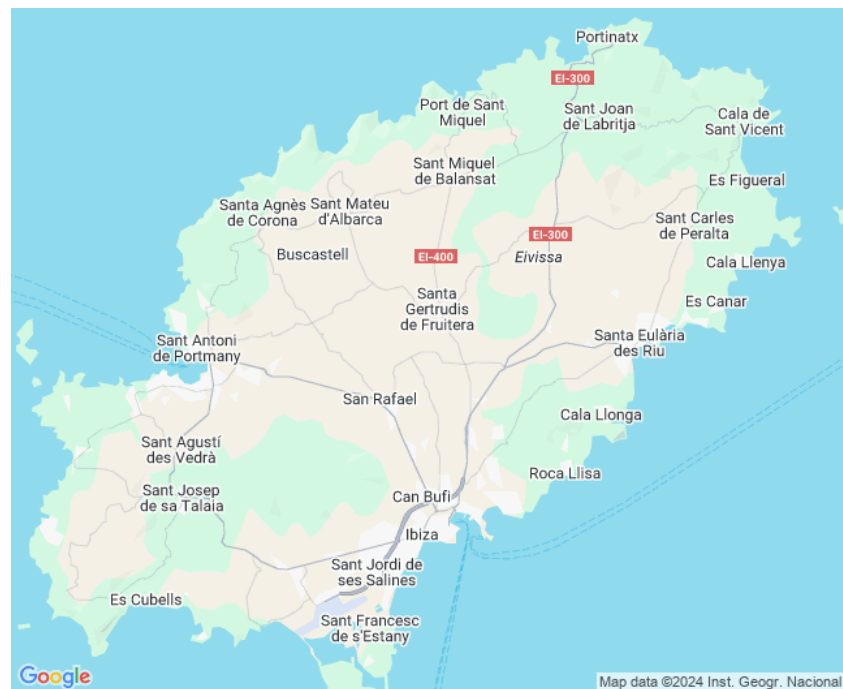 Portinatx
EI-300
Port de Sant
Miquel
Sant Joan
de Labritja
Cala de
Sant Vicent
Sant Miquel
de Balansat
Es Figueral
Santa Agnès
de Corona
Sant Mateu
d'Albarca
Sant Carles
de Peralta
EI-300
Buscastell
EI-400
Eivissa
Cala Llenya
Santa
Gertrudis
de Fruitera
Es Canar
Sant Antoni
de Portmany
Santa Eulària
des Riu
San Rafael
Cala Llonga
Sant Agustí
des Vedrà
Roca Llisa
Sant Josep
de sa Talaia
Can Bufi
Ibiza
Sant Jordi de
ses Salines
Es Cubells
Sant Francesc
de s'Estany
Google
Map data ©2024 Inst. Geogr. Nacional